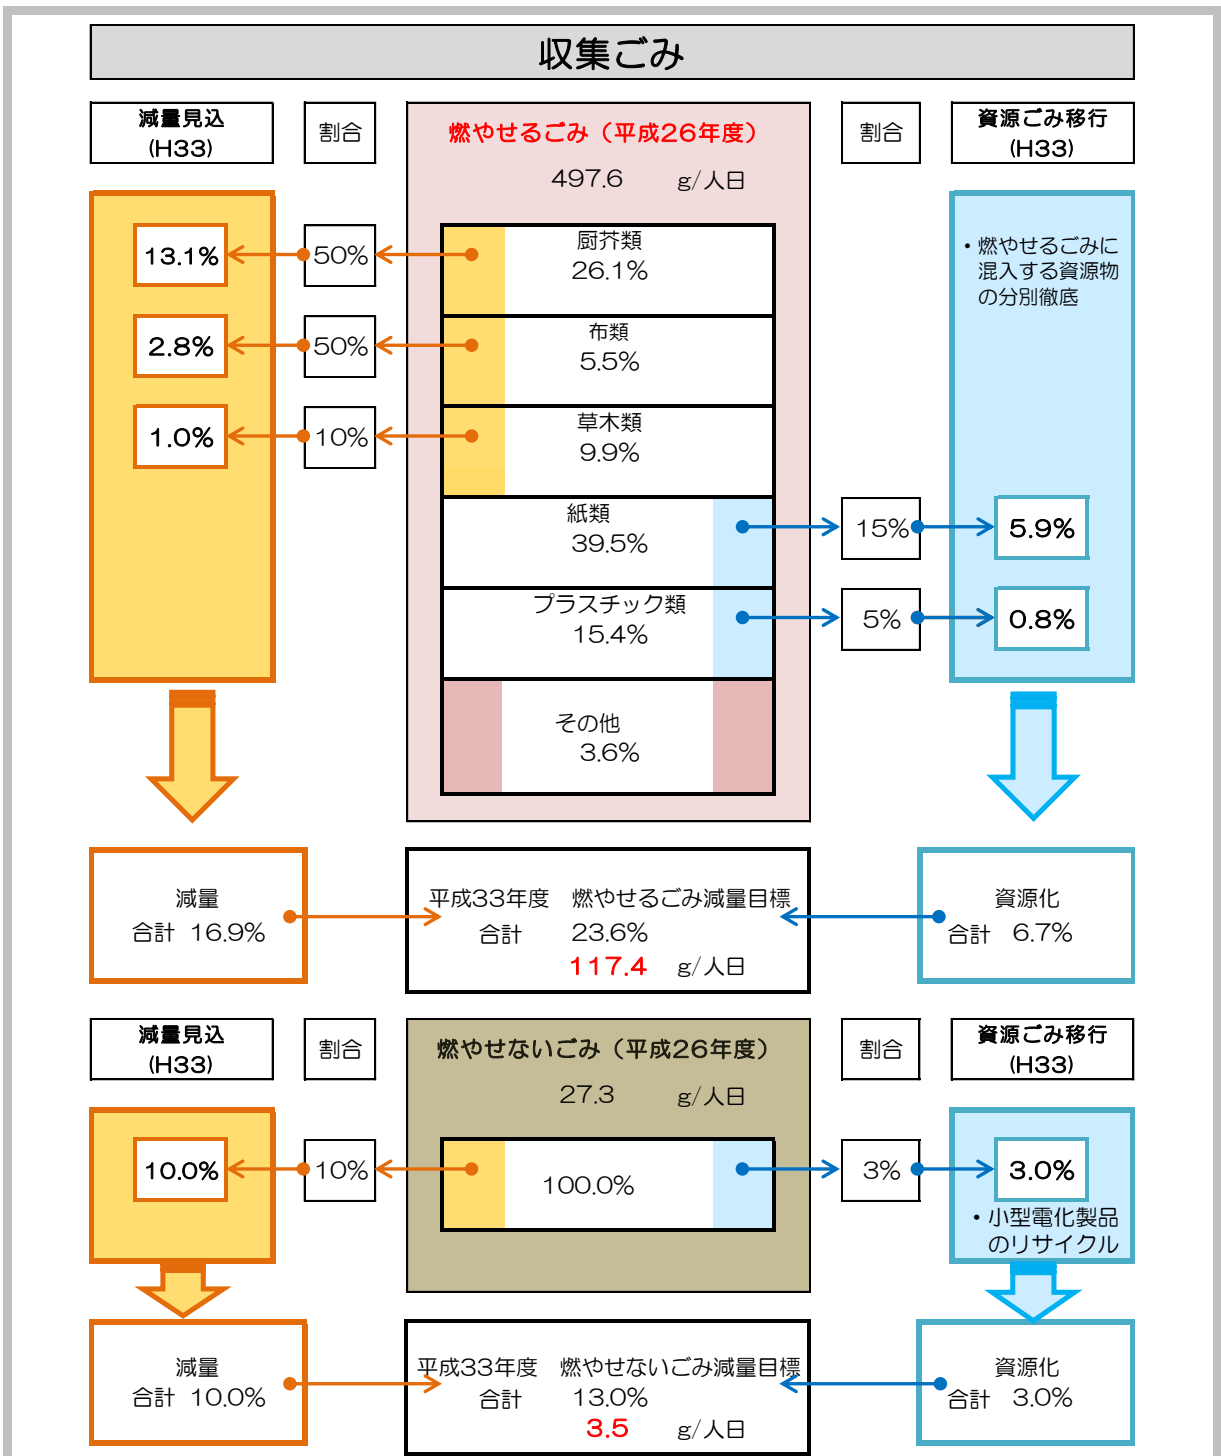 収集ごみ
減量見込
(H33)
割合
燃やせるごみ（平成26年度）
497.6 g/人日
割合
資源ごみ移行
(H33)
13.1%
50%
厨芥類
26.1%
・燃やせるごみに
混入する資源物
の分別徹底
2.8%
50%
布類
5.5%
1.0%
10%
草木類
9.9%
紙類
39.5%
15%
5.9%
プラスチック類
15.4%
5%
0.8%
その他
3.6%
減量
合計 16.9%
平成33年度 燃やせるごみ減量目標
合計 23.6%
117.4 g/人日
資源化
合計 6.7%
減量見込
(H33)
割合
燃やせないごみ（平成26年度）
27.3 g/人日
割合
資源ごみ移行
(H33)
10.0%
10%
100.0%
3%
3.0%
・小型電化製品
のリサイクル
減量
合計 10.0%
平成33年度 燃やせないごみ減量目標
合計 13.0%
3.5 g/人日
資源化
合計 3.0%